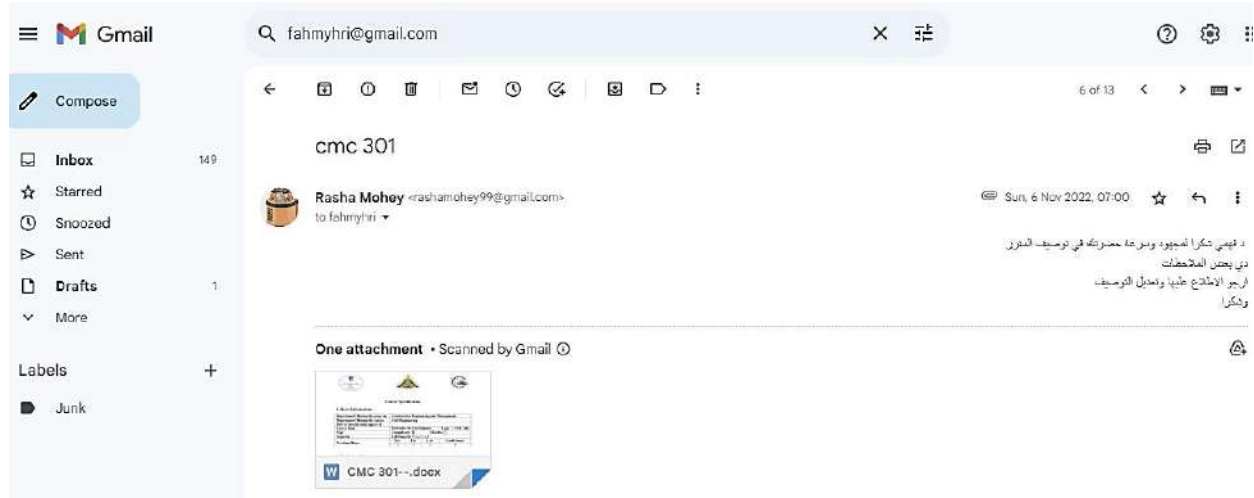 Gmail
fahmyhri@gmail.com
Compose
6 of 13
cmc 301
Inbox 149
Starred
Snoozed
Sent
Drafts 1
More
Labels
Junk
Rasha Mohey <rashamohey99@gmail.com>
Sun, 6 Nov 2022, 07:00
to fahmyhri
د فهمي شكرا لمجهود وسرعة حضرتك في توصيف المقرر
دي بعض الملاحظات
ارجو الاطلاع عليها وتعديل التوصيف
وشكرا
One attachment • Scanned by Gmail
W CMC 301--.docx